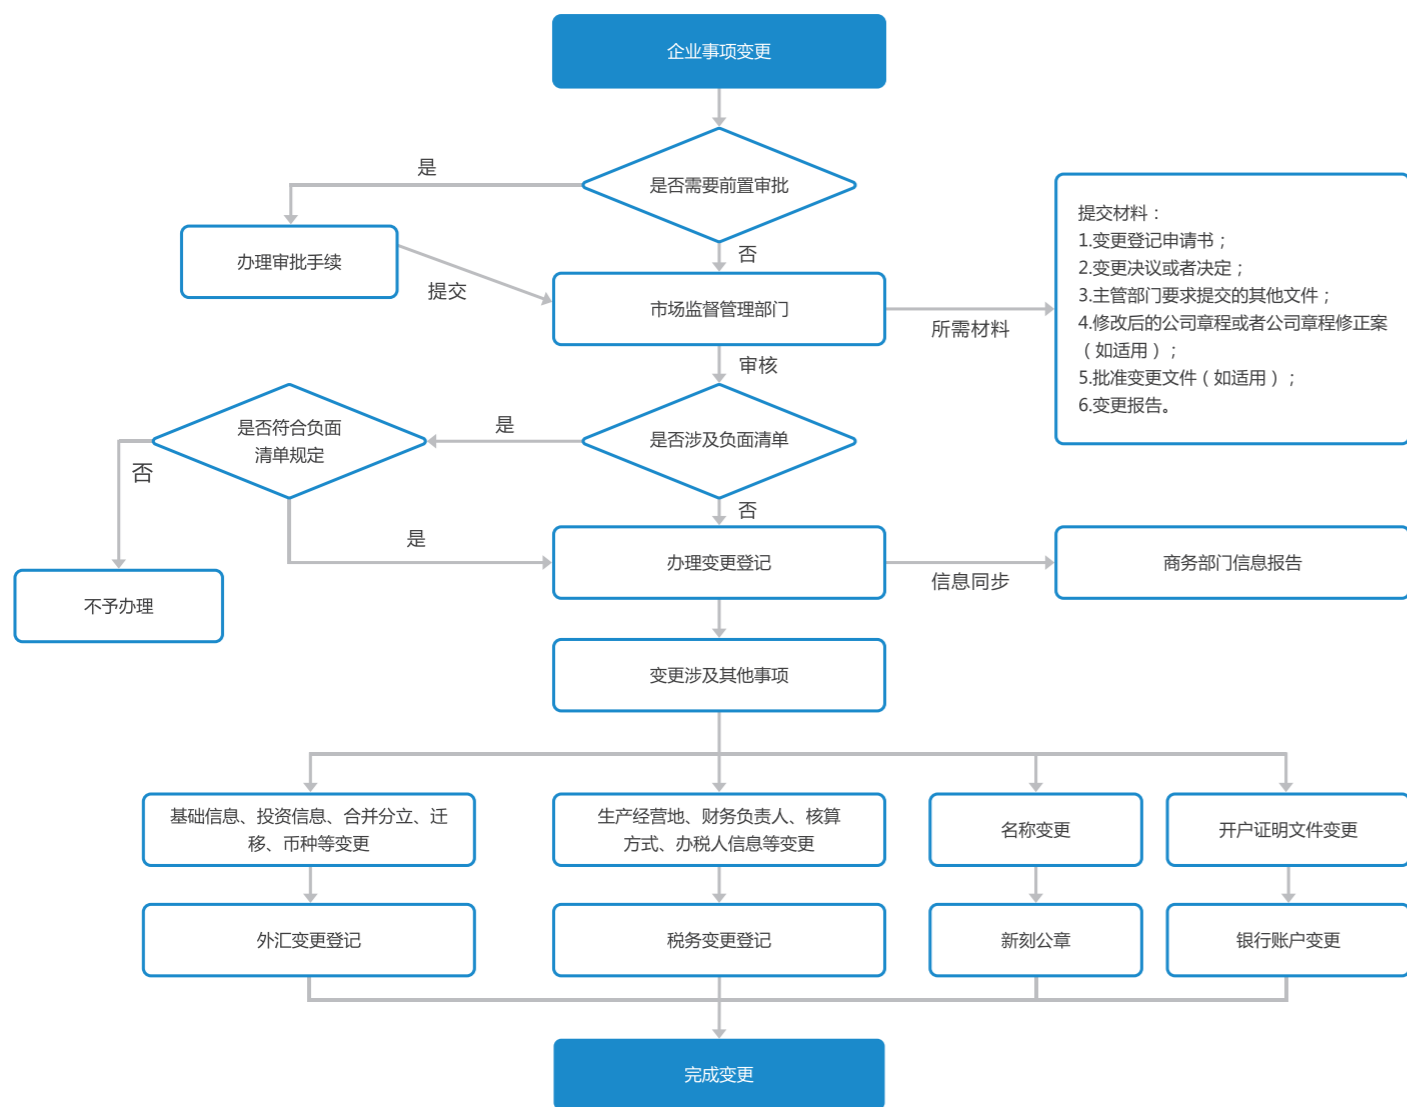 企业事项变更
是
是否需要前置审批
办理审批手续
提交
否
市场监督管理部门
所需材料
提交材料：
1.变更登记申请书；
2.变更决议或者决定；
3.主管部门要求提交的其他文件；
4.修改后的公司章程或者公司章程修正案
（如适用）；
5.批准变更文件（如适用）；
6.变更报告。
审核
是否符合负面
清单规定
是
是否涉及负面清单
否
否
是
办理变更登记
信息同步
商务部门信息报告
不予办理
变更涉及其他事项
基础信息、投资信息、合并分立、迁
移、币种等变更
生产经营地、财务负责人、核算
方式、办税人信息等变更
名称变更
开户证明文件变更
外汇变更登记
税务变更登记
新刻公章
银行账户变更
完成变更